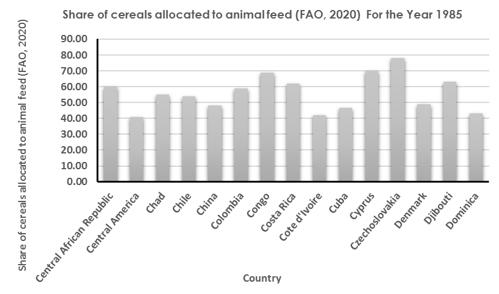 Share of cereals allocated to animal feed (FAO, 2020) For the Year 1985
Share of cereals allocated to animal feed (FAO, 2020)
90.00
80.00
70.00
60.00
50.00
40.00
30.00
20.00
10.00
0.00
Central African Republic
Central America
Chad
Chile
China
Colombia
Congo
Costa Rica
Cote d'Ivoire
Cuba
Cyprus
Czechoslovakia
Denmark
Djibouti
Dominica
Country